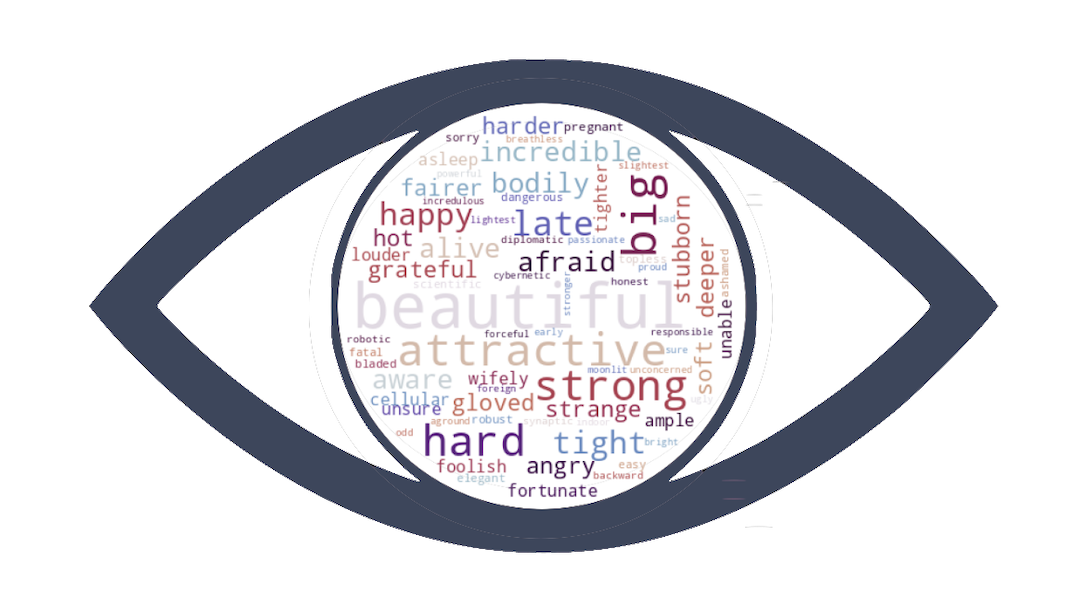 harder pregnant
sorry breathless
asleep incredible
powerful slightest
fairer bodily tighter big
incredulous dangerous
happy lightest late sad stubborn
hot diplomatic passionate
louder alive afraid topless deeper
grateful cybernetic proud ashamed
scientific stronger honest
beautiful
robotic forceful early responsible unable
fatal attractive sure
bladed moonlit unconcerned soft
aware wifely strong
cellular foreign ugly
unsure gloved strange
aground robust synaptic indoor ample
odd hard tight bright
foolish angry easy
elegant backward
fortunate